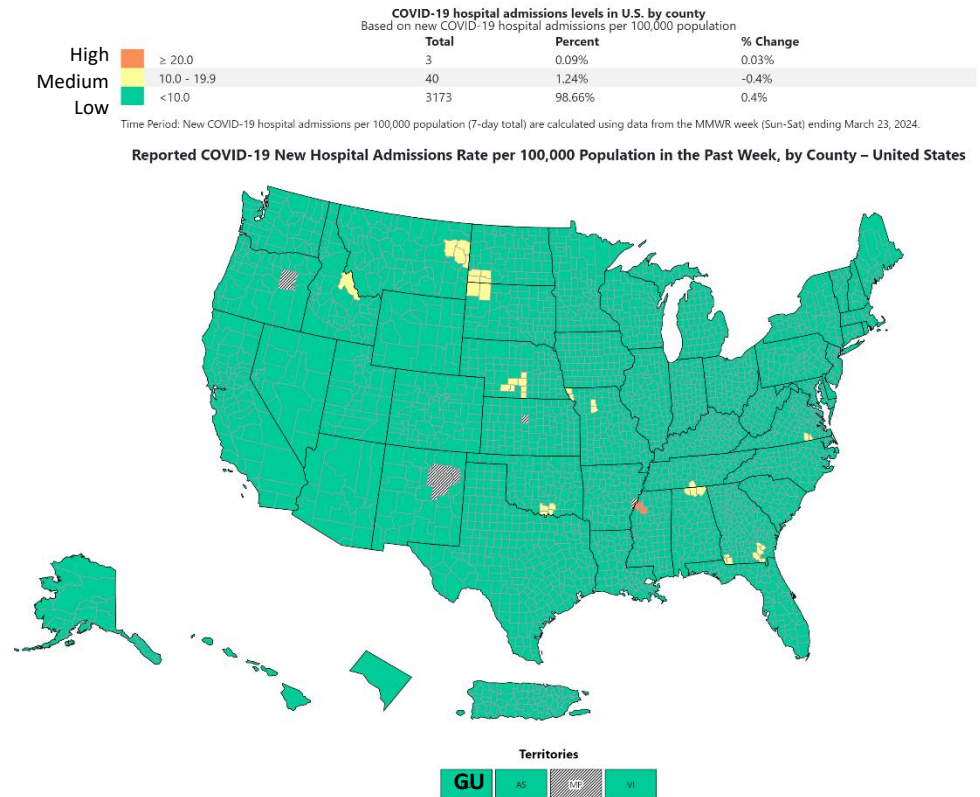 COVID-19 hospital admissions levels in U.S. by county
Based on new COVID-19 hospital admissions per 100,000 population
Total Percent % Change
High ≥ 20.0 3 0.09% 0.03%
Medium 10.0 - 19.9 40 1.24% -0.4%
Low <10.0 3173 98.66% 0.4%
Time Period: New COVID-19 hospital admissions per 100,000 population (7-day total) are calculated using data from the MMWR week (Sun-Sat) ending March 23, 2024.
Reported COVID-19 New Hospital Admissions Rate per 100,000 Population in the Past Week, by County – United States
Territories
GU AS MP VI